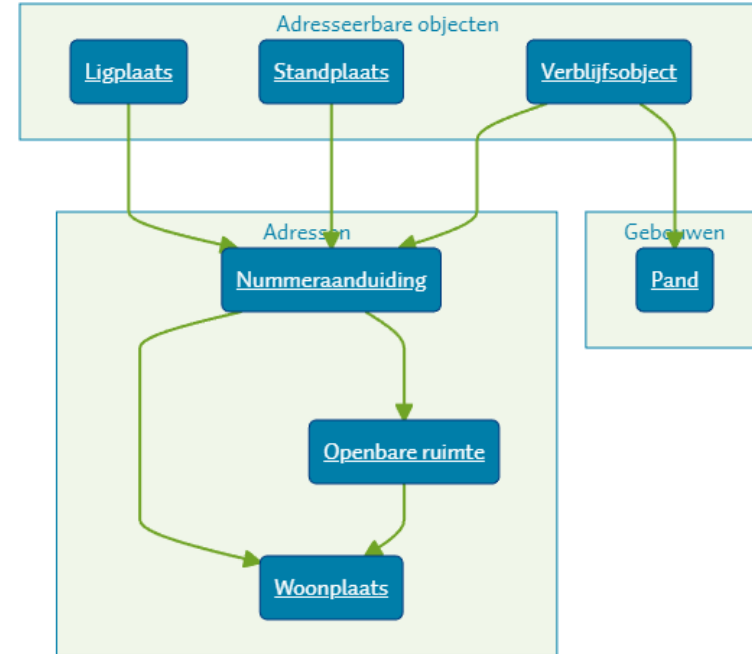 Adresseerbare objecten
Ligplaats
Standplaats
Verblijfsobject
Adressen
Gebouwen
Nummeraanduiding
Pand
Openbare ruimte
Woonplaats